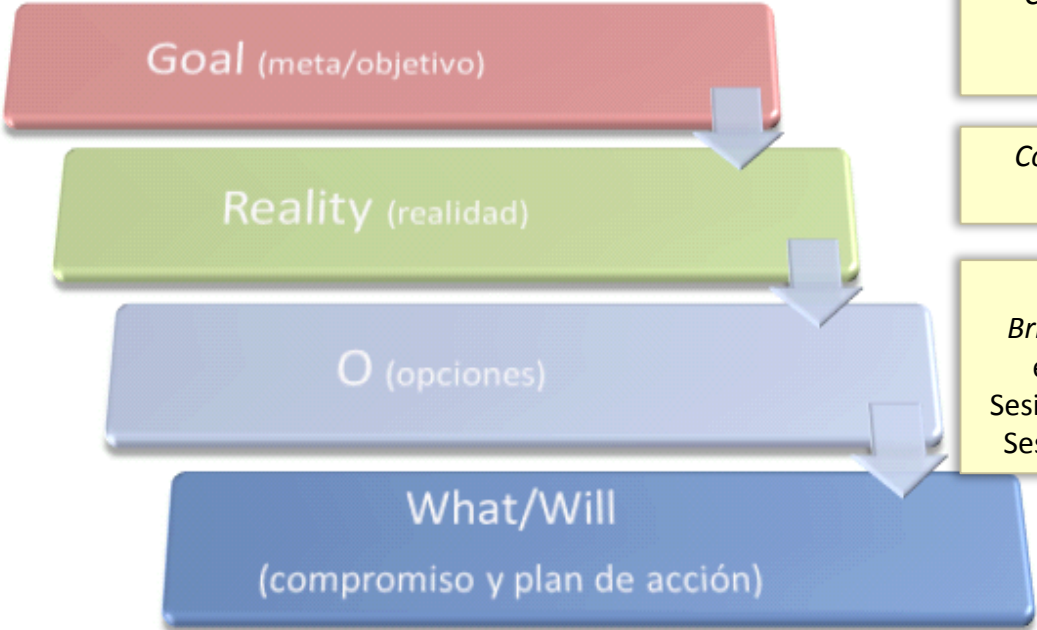 Goal (meta/objetivo)
Reality (realidad)
O (opciones)
What/Will
(compromiso y plan de acción)